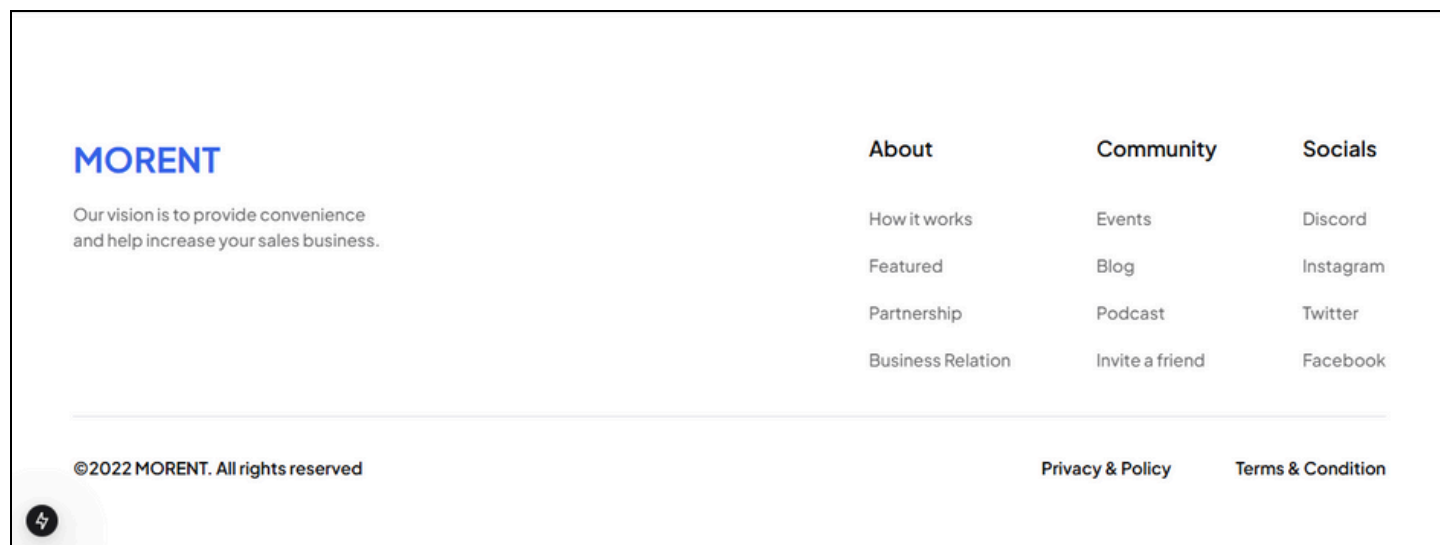 MORENT
Our vision is to provide convenience
and help increase your sales business.
About
How it works
Featured
Partnership
Business Relation
Community
Events
Blog
Podcast
Invite a friend
Socials
Discord
Instagram
Twitter
Facebook
©2022 MORENT. All rights reserved
Privacy & Policy
Terms & Condition